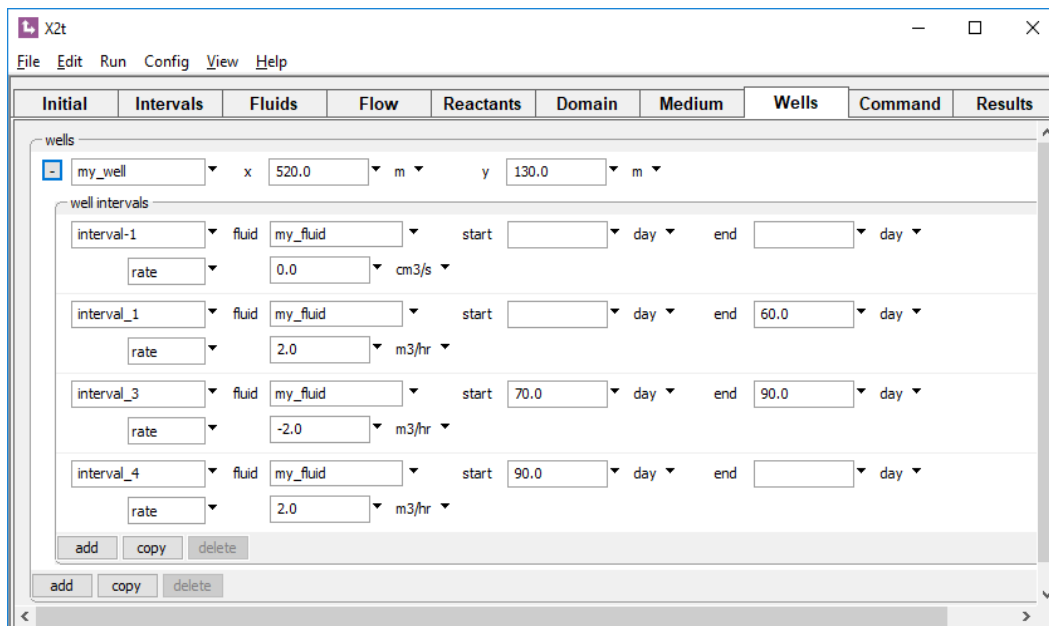 X2t
File Edit Run Config View Help
Initial Intervals Fluids Flow Reactants Domain Medium Wells Command Results
wells
- my_well x 520.0 m y 130.0 m
well intervals
interval-1 fluid my_fluid start day end day
rate 0.0 cm3/s
interval_1 fluid my_fluid start day end 60.0 day
rate 2.0 m3/hr
interval_3 fluid my_fluid start 70.0 day end 90.0 day
rate -2.0 m3/hr
interval_4 fluid my_fluid start 90.0 day end day
rate 2.0 m3/hr
add copy delete
add copy delete